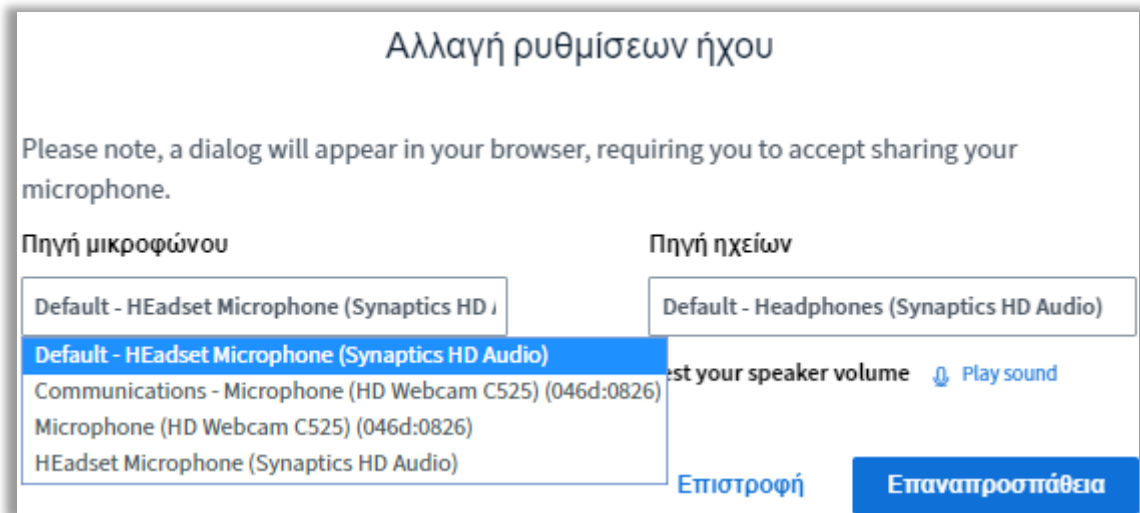 Αλλαγή ρυθμίσεων ήχου
Please note, a dialog will appear in your browser, requiring you to accept sharing your
microphone.
Πηγή μικροφώνου
Πηγή ηχείων
Default - HEadset Microphone (Synaptics HD
Default - Headphones (Synaptics HD Audio)
Default - HEadset Microphone (Synaptics HD Audio)
Communications - Microphone (HD Webcam C525) (046d:0826)
Microphone (HD Webcam C525) (046d:0826)
HEadset Microphone (Synaptics HD Audio)
est your speaker volume Play sound
Επιστροφή
Επαναπροσπάθεια